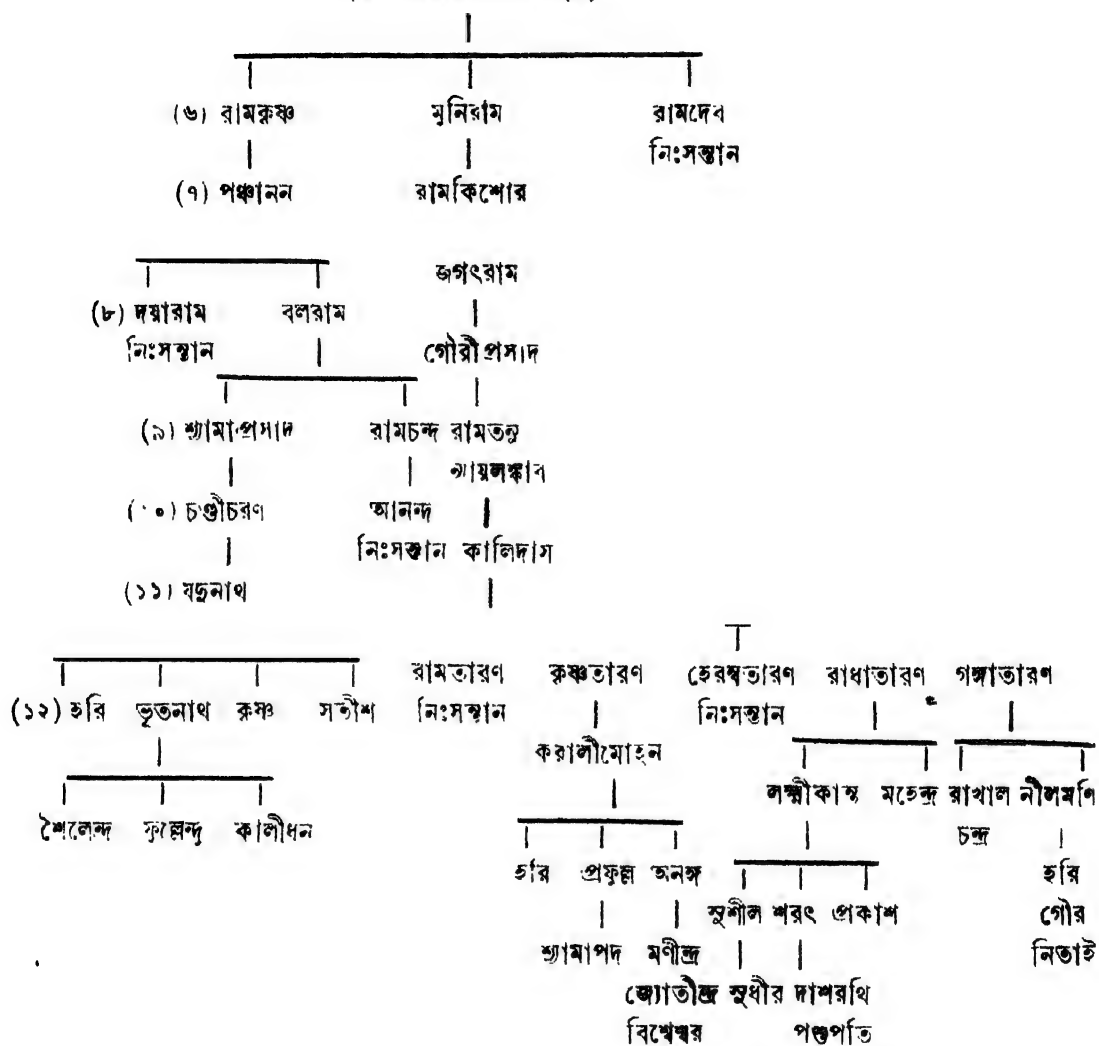 (৬) রামকৃষ্ণ মুনিরাম রামদেব
নিঃসন্তান
(৭) পঞ্চানন রামকিশোর
জগৎরাম
(৮) দয়ারাম বলরাম
নিঃসন্তান গৌরীপ্রসাদ
(৯) শ্যামাপ্রসাদ রামচন্দ্র রামতনু
ন্যায়লঙ্কার
(১০) চণ্ডীচরণ আনন্দ
নিঃসন্তান কালিদাস
(১১) যদুনাথ
রামতারণ কৃষ্ণতারণ হেরম্বতারণ রাধাতারণ গঙ্গাতারণ
(১২) হরি ভূতনাথ কৃষ্ণ সতীশ নিঃসন্তান নিঃসন্তান
করালীমোহন
লক্ষ্মীকান্ত মহেন্দ্র রাখাল নীলমণি
শৈলেন্দ্র ফুল্লেন্দু কালীধন চন্দ্র
হরি প্রফুল্ল অনঙ্গ হরি
সুশীল শরৎ প্রকাশ গৌর
শ্যামাপদ মণীন্দ্র নিতাই
জ্যোতীন্দ্র সুধীর দাশরথি
বিশ্বেশ্বর পশুপতি